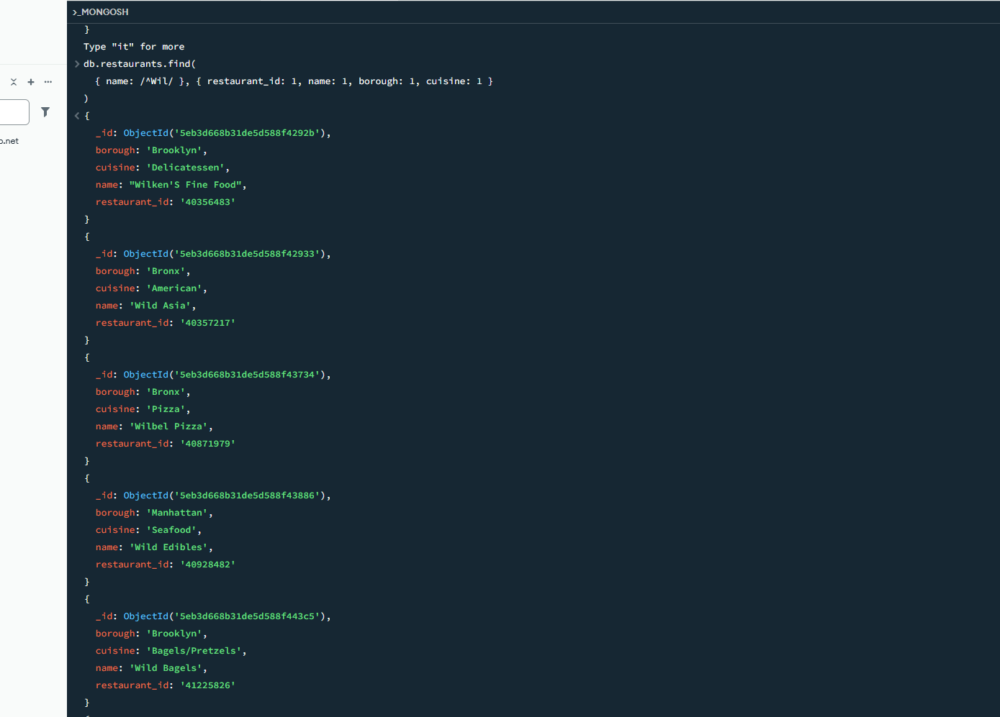 >_MONGOSH
}
Type "it" for more
db.restaurants.find(
{ name: /^Wil/ }, { restaurant_id: 1, name: 1, borough: 1, cuisine: 1 }
)
{
_id: ObjectId('5eb3d668b31de5d588f4292b'),
borough: 'Brooklyn',
cuisine: 'Delicatessen',
name: "Wilken'S Fine Food",
restaurant_id: '40356483'
}
{
_id: ObjectId('5eb3d668b31de5d588f42933'),
borough: 'Bronx',
cuisine: 'American',
name: 'Wild Asia',
restaurant_id: '40357217'
}
{
_id: ObjectId('5eb3d668b31de5d588f43734'),
borough: 'Bronx',
cuisine: 'Pizza',
name: 'Wilbel Pizza',
restaurant_id: '40871979'
}
{
_id: ObjectId('5eb3d668b31de5d588f43886'),
borough: 'Manhattan',
cuisine: 'Seafood',
name: 'Wild Edibles',
restaurant_id: '40928482'
}
{
_id: ObjectId('5eb3d668b31de5d588f443c5'),
borough: 'Brooklyn',
cuisine: 'Bagels/Pretzels',
name: 'Wild Bagels',
restaurant_id: '41225826'
}
.net